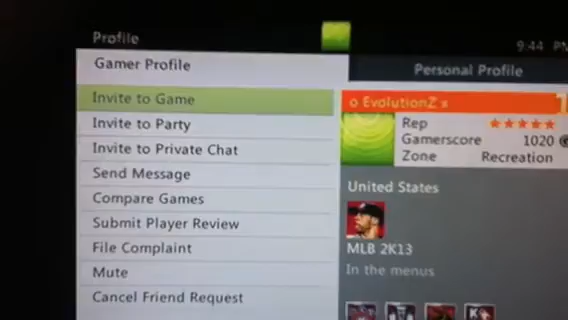 Profile
9:44 PM
Gamer Profile
Personal Profile
Invite to Game
Invite to Party
Invite to Private Chat
Send Message
Compare Games
Submit Player Review
File Complaint
Mute
Cancel Friend Request
o EvolutionZ x
Rep
Gamerscore 1020 G
Zone Recreation
United States
MLB 2K13
In the menus